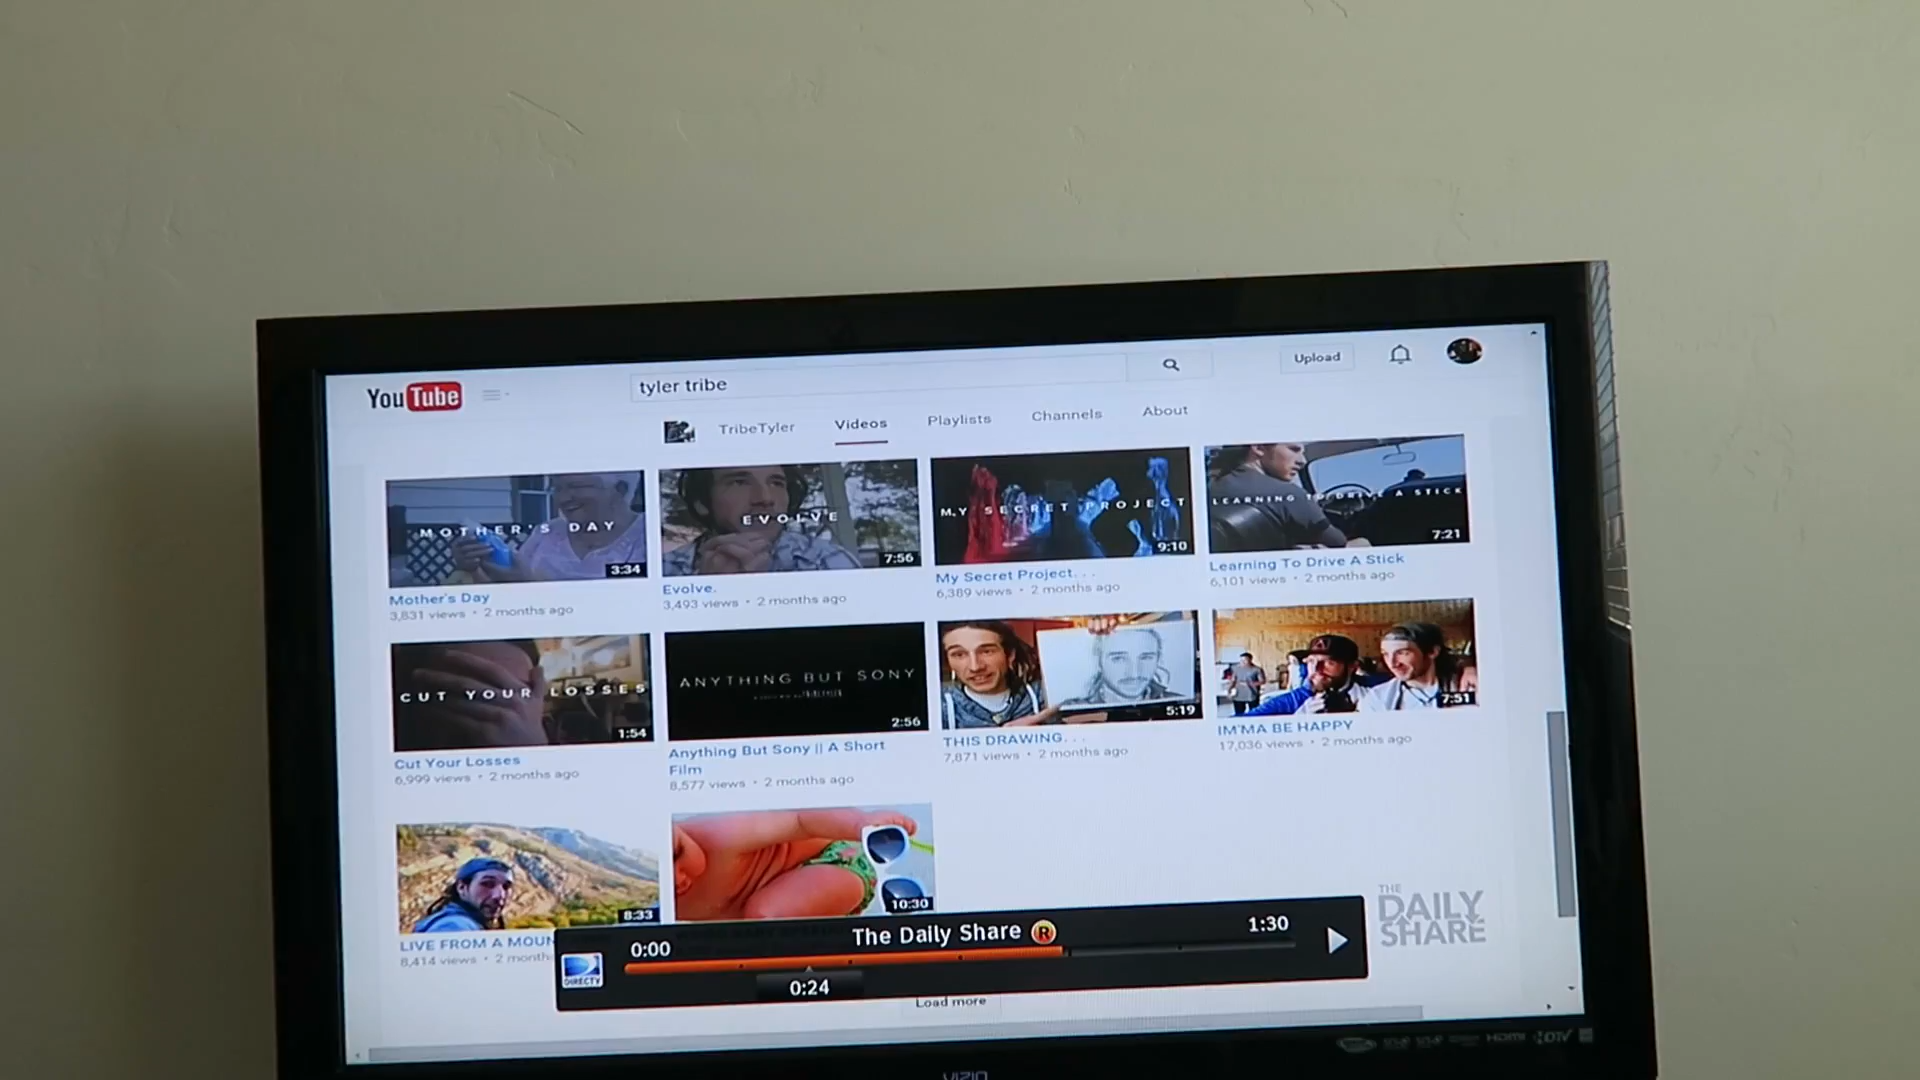 YouTube
tyler tribe
Upload
TribeTyler
Videos
Playlists
Channels
About
MOTHER'S DAY
3:34
EVOLVE
7:56
MY SECRET PROJECT
9:10
LEARNING TO DRIVE A STICK
7:21
Mother's Day
3,831 views • 2 months ago
Evolve.
3,493 views • 2 months ago
My Secret Project. . .
6,389 views • 2 months ago
Learning To Drive A Stick
6,101 views • 2 months ago
CUT YOUR LOSSES
1:54
ANYTHING BUT SONY
2:56
5:19
7:51
Cut Your Losses
6,999 views • 2 months ago
Anything But Sony || A Short
Film
8,577 views • 2 months ago
THIS DRAWING. . .
7,871 views • 2 months ago
IM'MA BE HAPPY
17,036 views • 2 months ago
8:33
10:30
LIVE FROM A MOUN
8,414 views • 2 month
DIRECTV
0:00
The Daily Share R
1:30
0:24
THE
DAILY
SHARE
Load more
HDMI
VIZIO